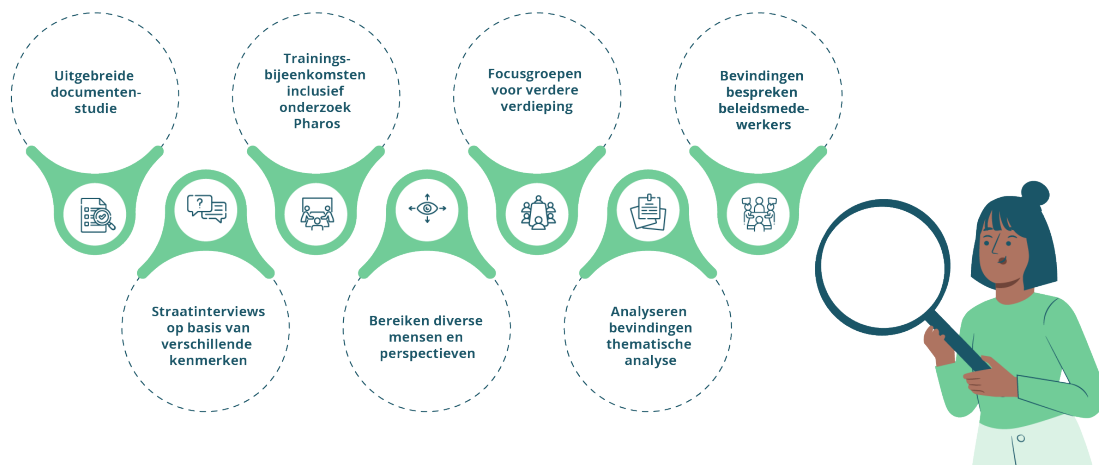 Uitgebreide
documenten-
studie
Straatinterviews
op basis van
verschillende
kenmerken
Trainings-
bijeenkomsten
inclusief
onderzoek
Pharos
Bereiken diverse
mensen en
perspectieven
Focusgroepen
voor verdere
verdieping
Analyseren
bevindingen
thematische
analyse
Bevindingen
bespreken
beleidsmede-
werkers